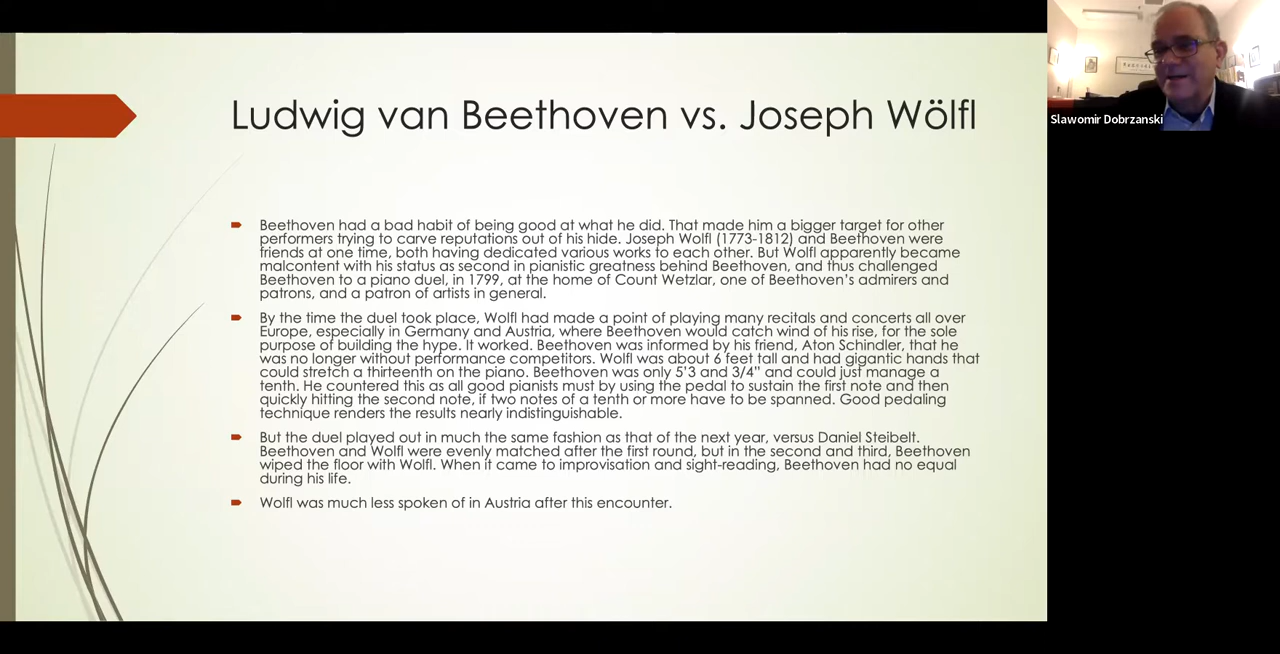 Ludwig van Beethoven vs. Joseph Wölfl
Beethoven had a bad habit of being good at what he did. That made him a bigger target for other
performers trying to carve reputations out of his hide. Joseph Wolfl (1773-1812) and Beethoven were
friends at one time, both having dedicated various works to each other. But Wolfl apparently became
malcontent with his status as second in pianistic greatness behind Beethoven, and thus challenged
Beethoven to a piano duel, in 1799, at the home of Count Wetzlar, one of Beethoven's admirers and
patrons, and a patron of artists in general.
By the time the duel took place, Wolfl had made a point of playing many recitals and concerts all over
Europe, especially in Germany and Austria, where Beethoven would catch wind of his rise, for the sole
purpose of building the hype. It worked. Beethoven was informed by his friend, Aton Schindler, that he
was no longer without performance competitors. Wolfl was about 6 feet tall and had gigantic hands that
could stretch a thirteenth on the piano. Beethoven was only 5'3 and 3/4" and could just manage a
tenth. He countered this as all good pianists must by using the pedal to sustain the first note and then
quickly hitting the second note, if two notes of a tenth or more have to be spanned. Good pedaling
technique renders the results nearly indistinguishable.
But the duel played out in much the same fashion as that of the next year, versus Daniel Steibelt.
Beethoven and Wolfl were evenly matched after the first round, but in the second and third, Beethoven
wiped the floor with Wolfl. When it came to improvisation and sight-reading, Beethoven had no equal
during his life.
Wolfl was much less spoken of in Austria after this encounter.
Slawomir Dobrzanski